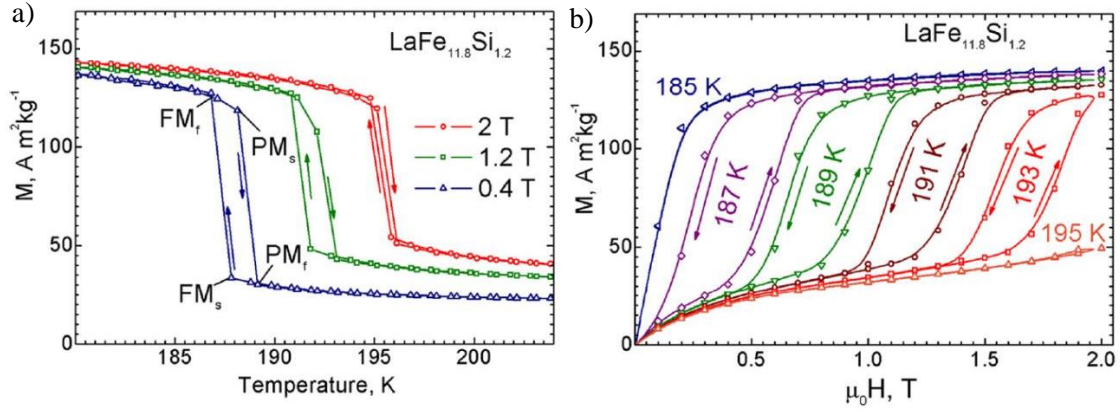 a)
LaFe11.8Si1.2
150
100
50
0
M, A m²kg⁻¹
FMf
PMs
2 T
1.2 T
0.4 T
FMs
PMf
185 190 195 200
Temperature, K
b)
LaFe11.8Si1.2
150
100
50
0
M, A m²kg⁻¹
185 K
187 K
189 K
191 K
193 K
195 K
0.5 1.0 1.5 2.0
μ0H, T